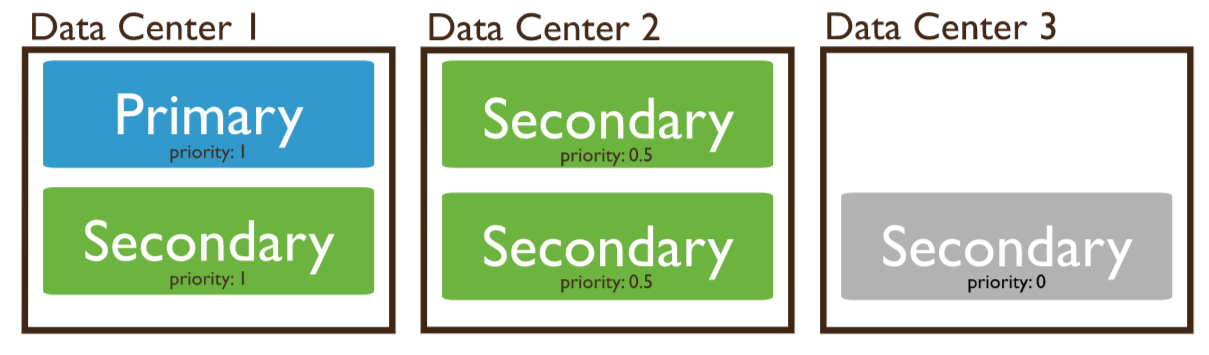 Data Center 1
Primary
priority: 1
Secondary
priority: 1
Data Center 2
Secondary
priority: 0.5
Secondary
priority: 0.5
Data Center 3
Secondary
priority: 0